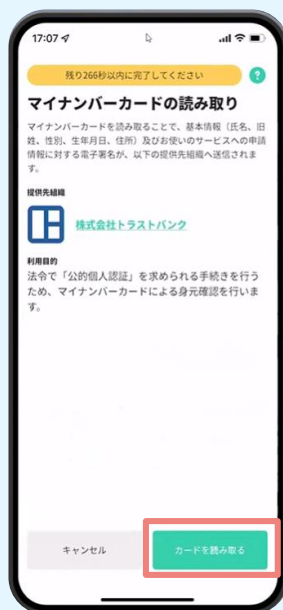 17:07
残り266秒以内に完了してください
?
マイナンバーカードの読み取り
マイナンバーカードを読み取ることで、基本情報（氏名、旧
姓、性別、生年月日、住所）及びお使いのサービスへの申請
情報に対する電子署名が、以下の提供先組織へ送信されま
す。
提供先組織
株式会社トラストバンク
利用目的
法令で「公的個人認証」を求められる手続きを行う
ため、マイナンバーカードによる身元確認を行いま
す。
キャンセル
カードを読み取る